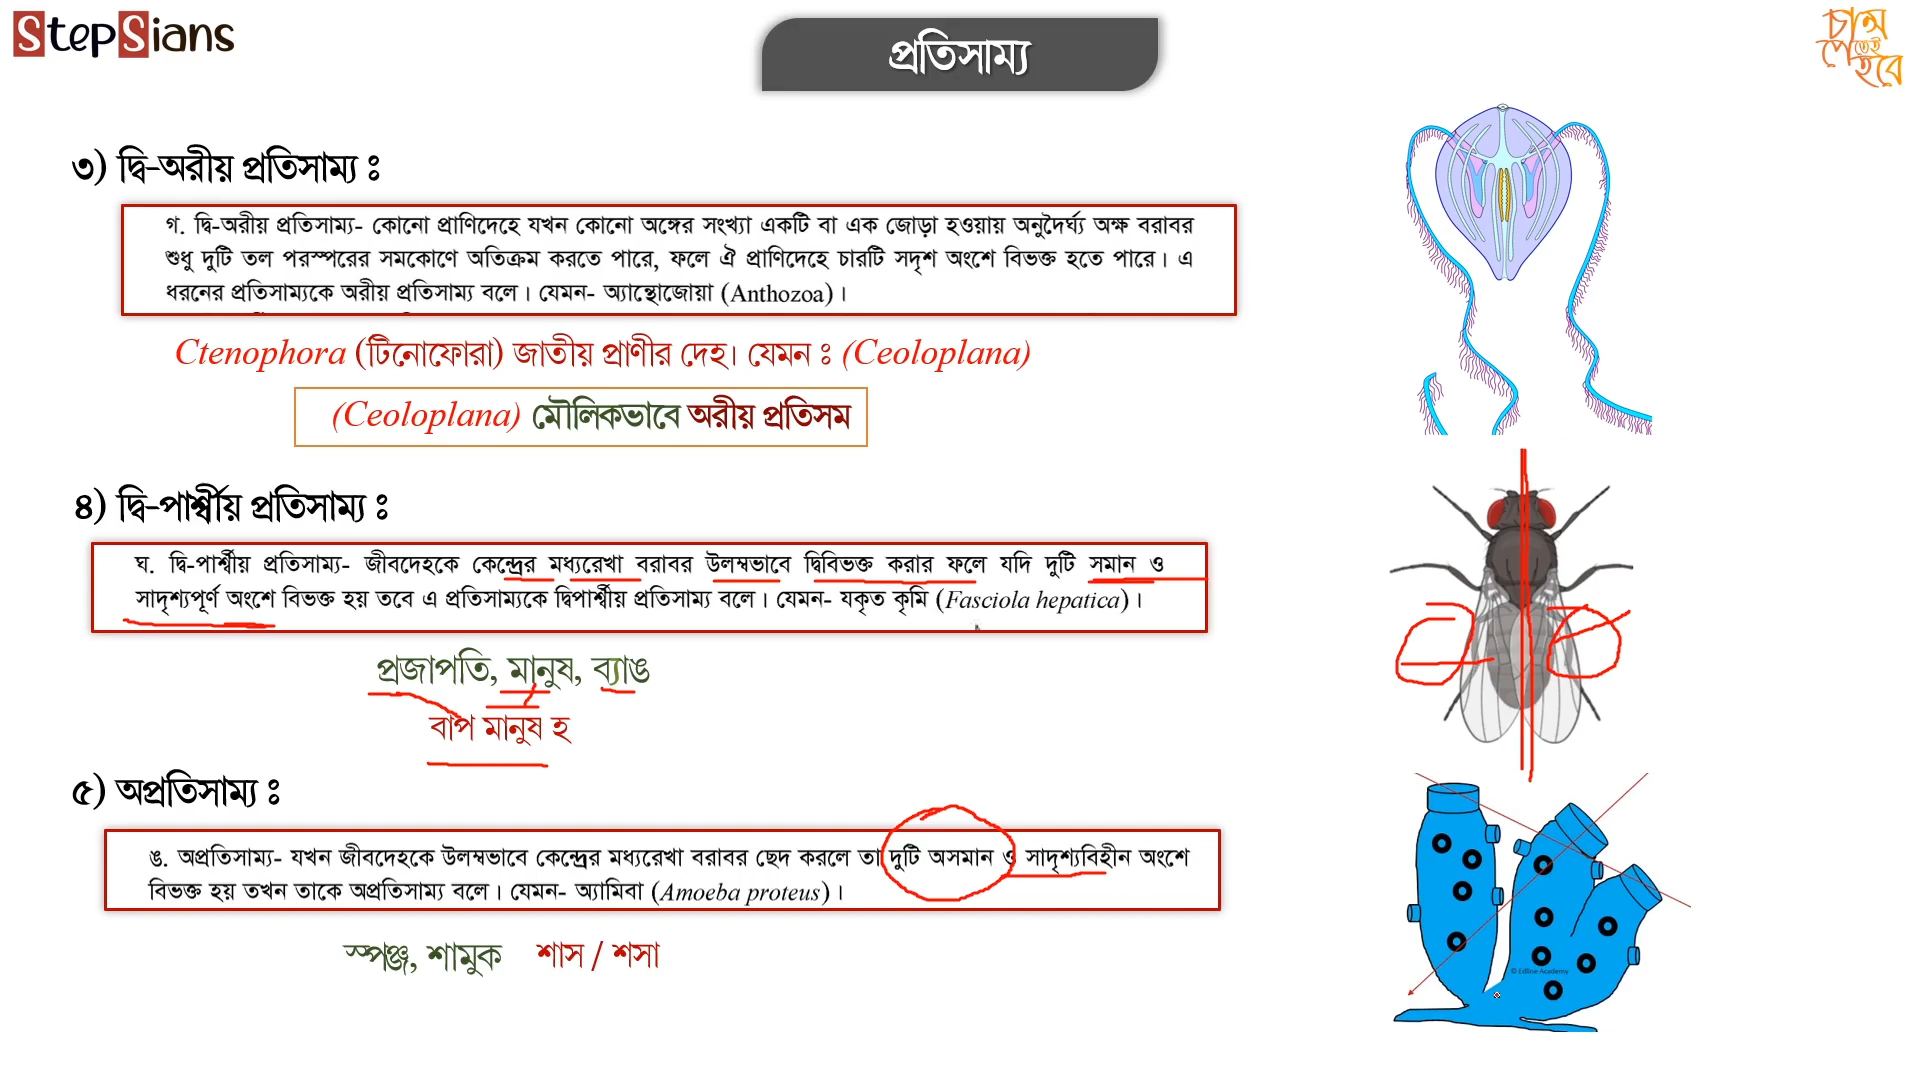 StepSians
প্রতিসাম্য
চান্স
পেতেই
হবে
৩) দ্বি-অরীয় প্রতিসাম্য ঃ
গ. দ্বি-অরীয় প্রতিসাম্য- কোনো প্রাণিদেহে যখন কোনো অঙ্গের সংখ্যা একটি বা এক জোড়া হওয়ায় অনুদৈর্ঘ্য অক্ষ বরাবর
শুধু দুটি তল পরস্পরের সমকোণে অতিক্রম করতে পারে, ফলে ঐ প্রাণিদেহে চারটি সদৃশ অংশে বিভক্ত হতে পারে। এ
ধরনের প্রতিসাম্যকে অরীয় প্রতিসাম্য বলে। যেমন- অ্যান্থোজোয়া (Anthozoa)।
Ctenophora (টিনোফোরা) জাতীয় প্রাণীর দেহ। যেমন ঃ (Ceoloplana)
(Ceoloplana) মৌলিকভাবে অরীয় প্রতিসম
৪) দ্বি-পার্শ্বীয় প্রতিসাম্য ঃ
ঘ. দ্বি-পার্শ্বীয় প্রতিসাম্য- জীবদেহকে কেন্দ্রের মধ্যরেখা বরাবর উলম্বভাবে দ্বিবিভক্ত করার ফলে যদি দুটি সমান ও
সাদৃশ্যপূর্ণ অংশে বিভক্ত হয় তবে এ প্রতিসাম্যকে দ্বিপার্শ্বীয় প্রতিসাম্য বলে। যেমন- যকৃত কৃমি (Fasciola hepatica)।
প্রজাপতি, মানুষ, ব্যাঙ
বাপ মানুষ হ
৫) অপ্রতিসাম্য ঃ
ঙ. অপ্রতিসাম্য- যখন জীবদেহকে উলম্বভাবে কেন্দ্রের মধ্যরেখা বরাবর ছেদ করলে তা দুটি অসমান ও সাদৃশ্যবিহীন অংশে
বিভক্ত হয় তখন তাকে অপ্রতিসাম্য বলে। যেমন- অ্যামিবা (Amoeba proteus)।
স্পঞ্জ, শামুক শাস / শসা
© Edline Academy